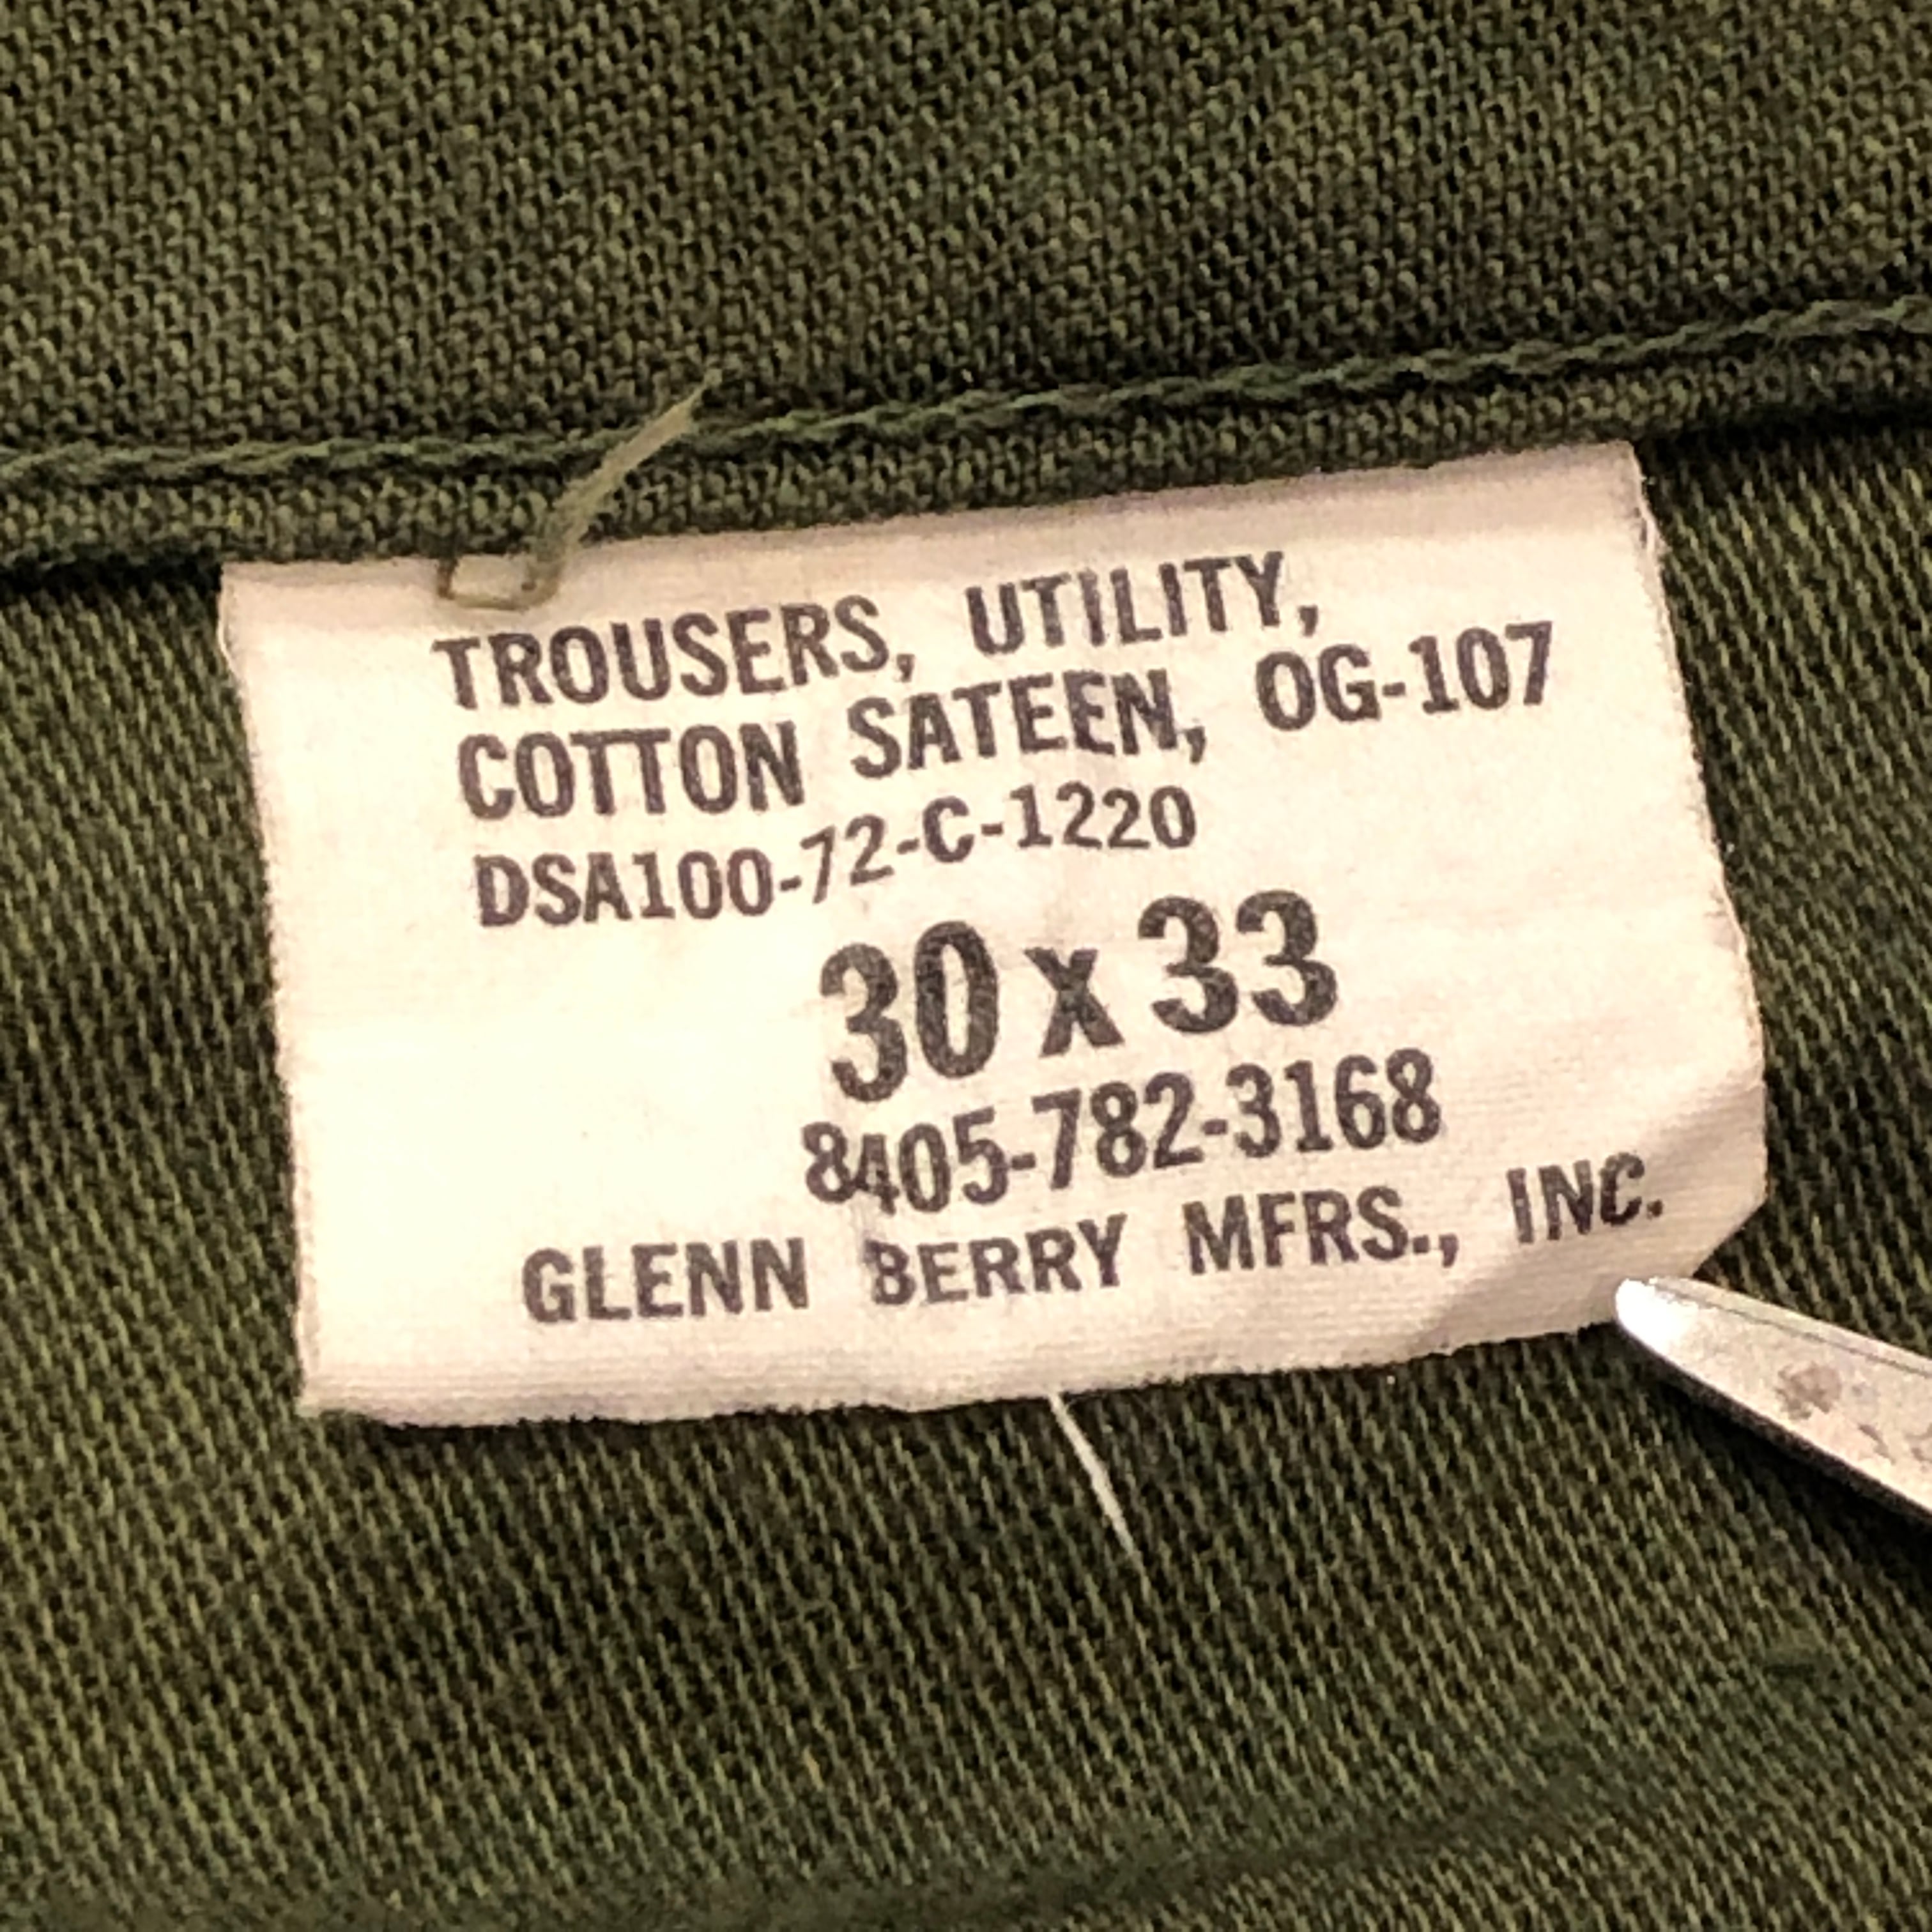 TROUSERS, UTILITY,
COTTON SATEEN, OG-107
DSA100-72-C-1220
30 x 33
8405-782-3168
GLENN BERRY MFRS., INC.